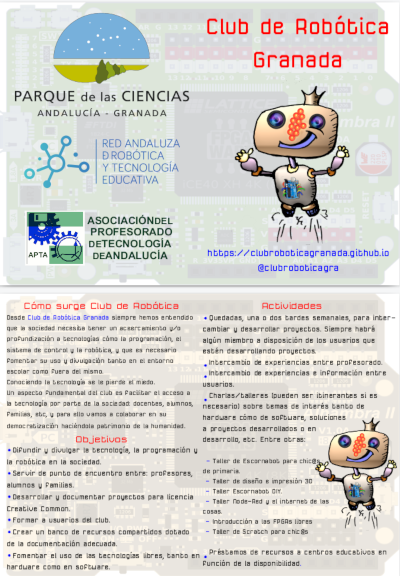 Club de Robótica
Granada
PARQUE de las CIENCIAS
ANDALUCÍA - GRANADA
RED ANDALUZA
DE ROBÓTICA
Y TECNOLOGÍA
EDUCATIVA
APTA
ASOCIACIÓN DEL
PROFESORADO
DE TECNOLOGÍA
DE ANDALUCÍA
https://clubroboticagranada.github.io
@clubroboticagra
Cómo surge Club de Robótica
Desde Club de Robótica Granada siempre hemos entendido
que la sociedad necesita tener un acercamiento y/o
profundización a tecnologías cómo la programación, el
sistema de control y la robótica, y que es necesario
fomentar su uso y divulgación tanto en el entorno
escolar como fuera del mismo.
Conociendo la tecnología se le pierde el miedo.
Un aspecto fundamental del club es facilitar el acceso a
la tecnología por parte de la sociedad: docentes, alumnos,
familias, etc, y para ello vamos a colaborar en su
democratización haciéndola patrimonio de la humanidad.
Objetivos
• Difundir y divulgar la tecnología, la programación y
la robótica en la sociedad.
• Servir de punto de encuentro entre: profesores,
alumnos y familias.
• Desarrollar y documentar proyectos para licencia
Creative Common.
• Formar a usuarios del club.
• Crear un banco de recursos compartidos dotado
de la documentación adecuada.
• Fomentar el uso de las tecnologías libres, tanto en
hardware como en software.
Actividades
• Quedadas, una o dos tardes semanales, para inter-
cambiar y desarrollar proyectos. Siempre habrá
algún miembro a disposición de los usuarios que
estén desarrollando proyectos.
• Intercambio de experiencias entre profesorado.
• Intercambio de experiencias e información entre
usuarios.
• Charlas/talleres (pueden ser itinerantes si es
necesario) sobre temas de interés tanto de
hardware cómo de software, soluciones
a proyectos desarrollados o en
desarrollo, etc. Entre otras:
- Taller de Escornabot para chic@s
de primaria.
- Taller de diseño e impresión 3D
- Taller Escornabot DIY
- Taller Node-Red y el internet de las
cosas.
- Introducción a las FPGAs libres
- Taller de Scratch para chic@s
• Préstamos de recursos a centros educativos en
función de la disponibilidad.